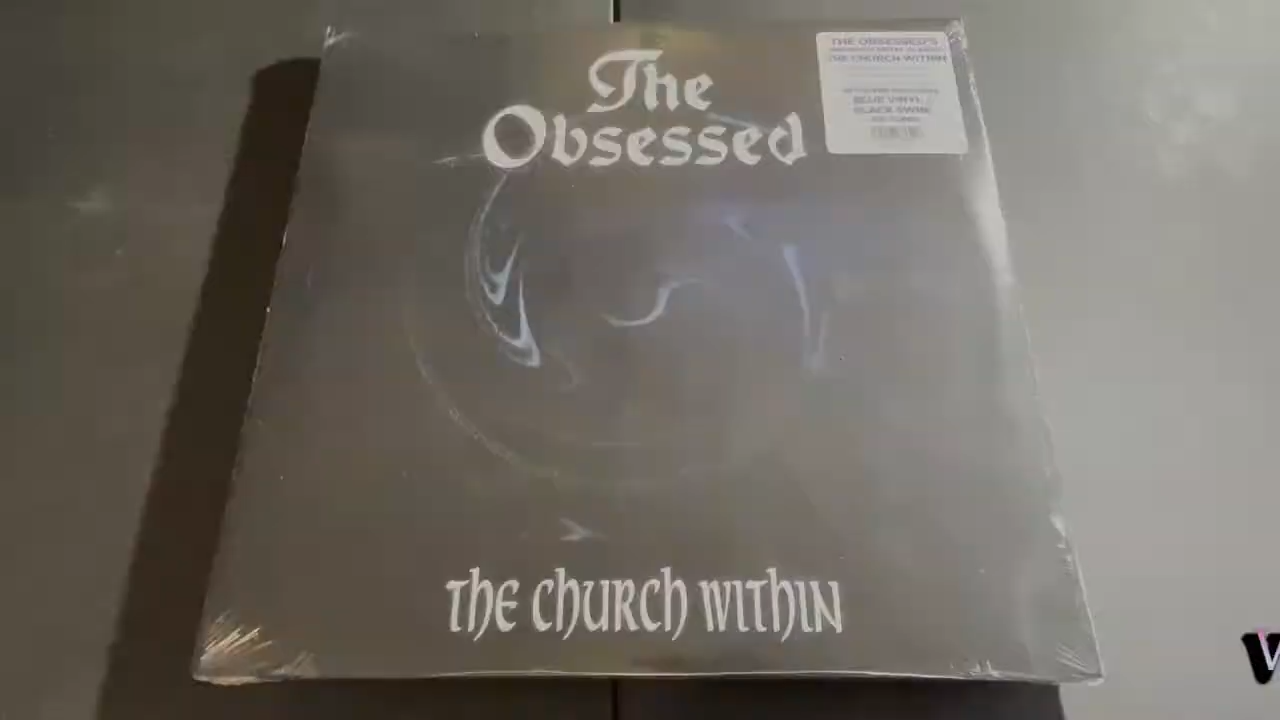 The
Obsessed
THE OBSESSED'S
THE CHURCH WITHIN
BLUE VINYL
BLACK SWIRL
the church within